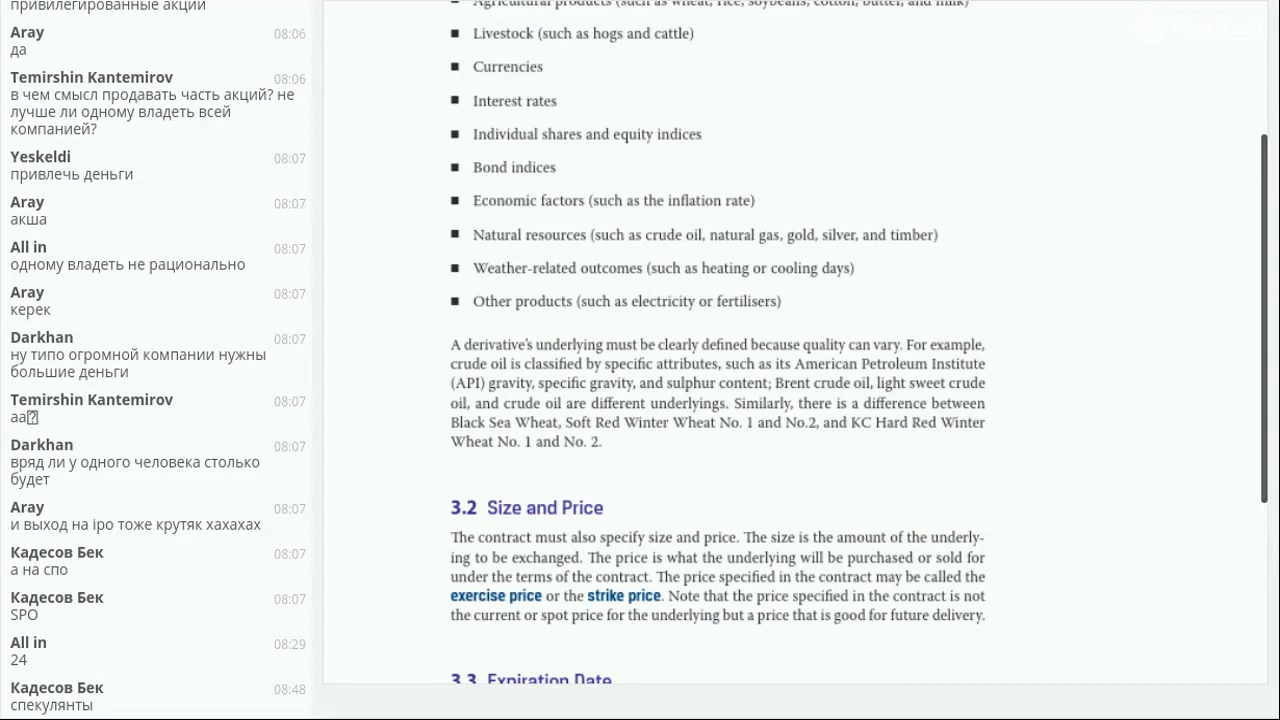 привилегированные акции
Aray 08:06
да
Temirshin Kantemirov 08:06
в чем смысл продавать часть акций? не
лучше ли одному владеть всей
компанией?
Yeskeldi 08:07
привлечь деньги
Aray 08:07
акша
All in 08:07
одному владеть не рационально
Aray 08:07
керек
Darkhan 08:07
ну типо огромной компании нужны
большие деньги
Temirshin Kantemirov 08:07
аа
Darkhan 08:07
вряд ли у одного человека столько
будет
Aray 08:07
и выход на ipo тоже крутяк хахахах
Кадесов Бек 08:07
а на спо
Кадесов Бек 08:07
SPO
All in 08:29
24
Кадесов Бек 08:48
спекулянты
Agricultural products (such as wheat, rice, soybeans, cotton, butter, and milk)
■ Livestock (such as hogs and cattle)
■ Currencies
■ Interest rates
■ Individual shares and equity indices
■ Bond indices
■ Economic factors (such as the inflation rate)
■ Natural resources (such as crude oil, natural gas, gold, silver, and timber)
■ Weather-related outcomes (such as heating or cooling days)
■ Other products (such as electricity or fertilisers)
A derivative's underlying must be clearly defined because quality can vary. For example,
crude oil is classified by specific attributes, such as its American Petroleum Institute
(API) gravity, specific gravity, and sulphur content; Brent crude oil, light sweet crude
oil, and crude oil are different underlyings. Similarly, there is a difference between
Black Sea Wheat, Soft Red Winter Wheat No. 1 and No.2, and KC Hard Red Winter
Wheat No. 1 and No. 2.
3.2 Size and Price
The contract must also specify size and price. The size is the amount of the underly-
ing to be exchanged. The price is what the underlying will be purchased or sold for
under the terms of the contract. The price specified in the contract may be called the
exercise price or the strike price. Note that the price specified in the contract is not
the current or spot price for the underlying but a price that is good for future delivery.
3.3 Expiration Date